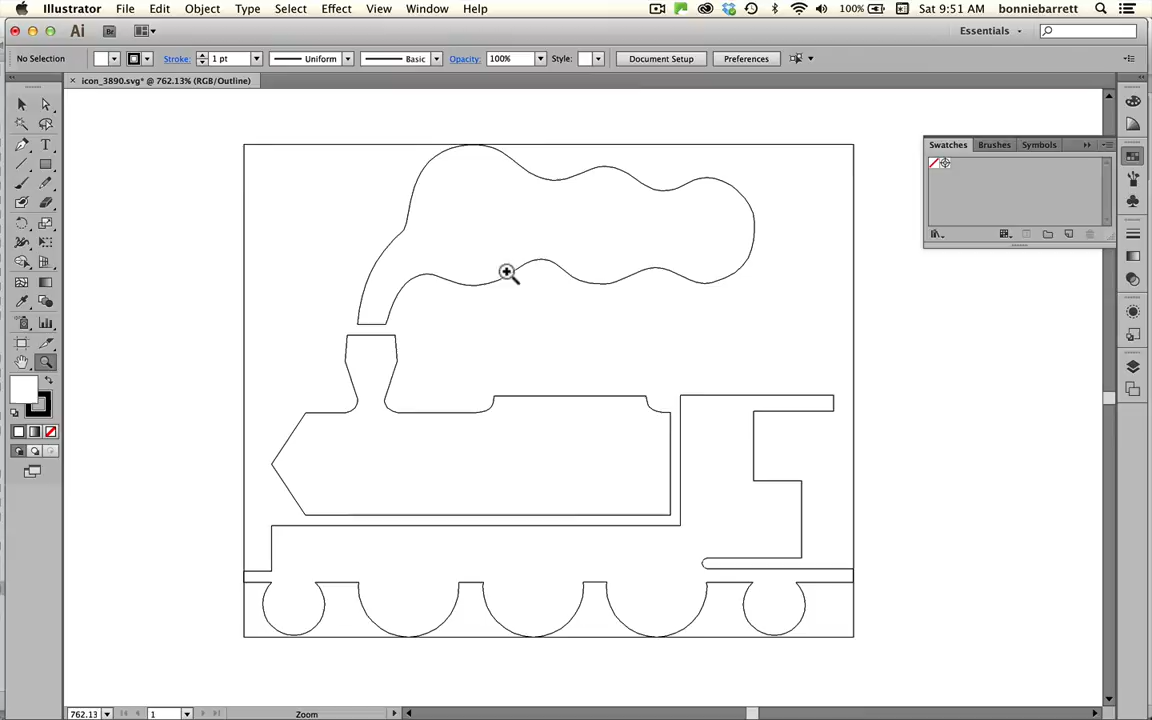 Illustrator File Edit Object Type Select Effect View Window Help 100% Sat 9:51 AM bonniebarrett
Ai Br Essentials
No Selection Stroke: 1 pt Uniform Basic Opacity: 100% Style: Document Setup Preferences
× icon_3890.svg* @ 762.13% (RGB/Outline)
Swatches Brushes Symbols
T
762.13 1 Zoom